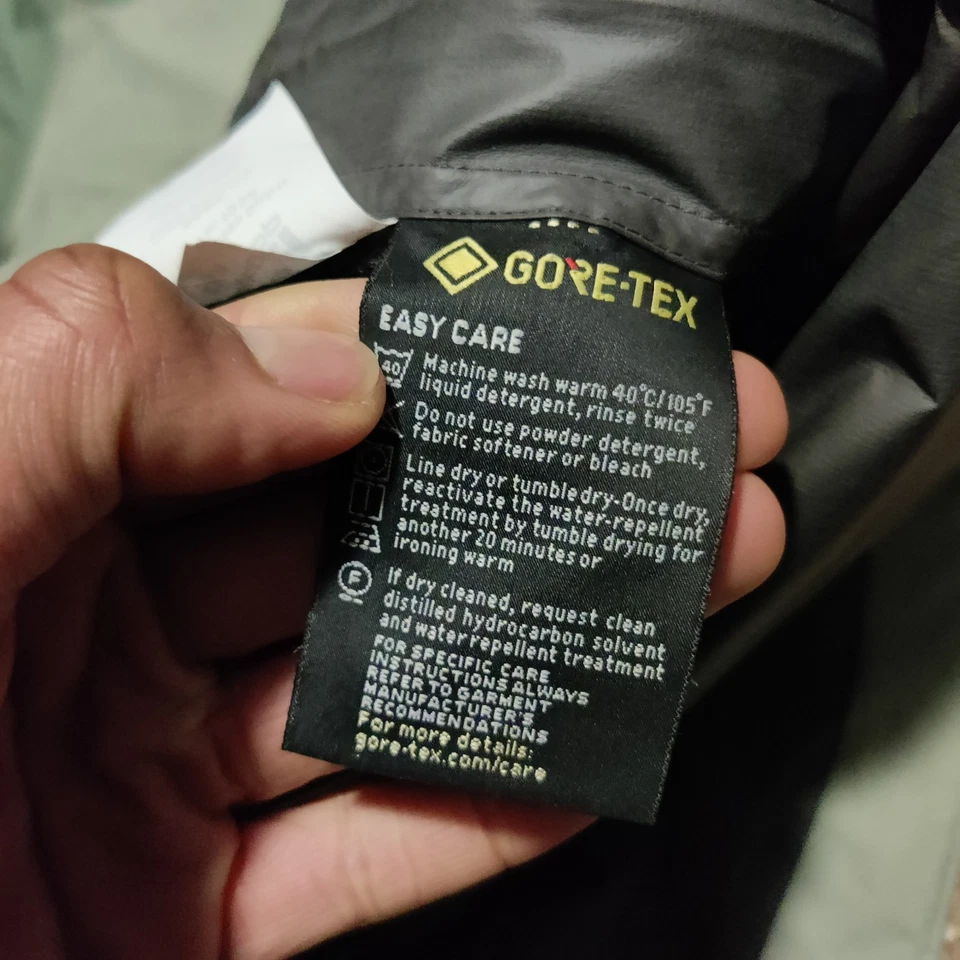 GORE-TEX
EASY CARE
40
Machine wash warm 40°C/105°F
liquid detergent, rinse twice
Do not use powder detergent,
fabric softener or bleach
Line dry or tumble dry-Once dry,
reactivate the water-repellent
treatment by tumble drying for
another 20 minutes or
ironing warm
F
If dry cleaned, request clean
distilled hydrocarbon solvent
and water repellent treatment
FOR SPECIFIC CARE
INSTRUCTIONS ALWAYS
REFER TO GARMENT
MANUFACTURER'S
RECOMMENDATIONS
For more details:
gore-tex.com/care